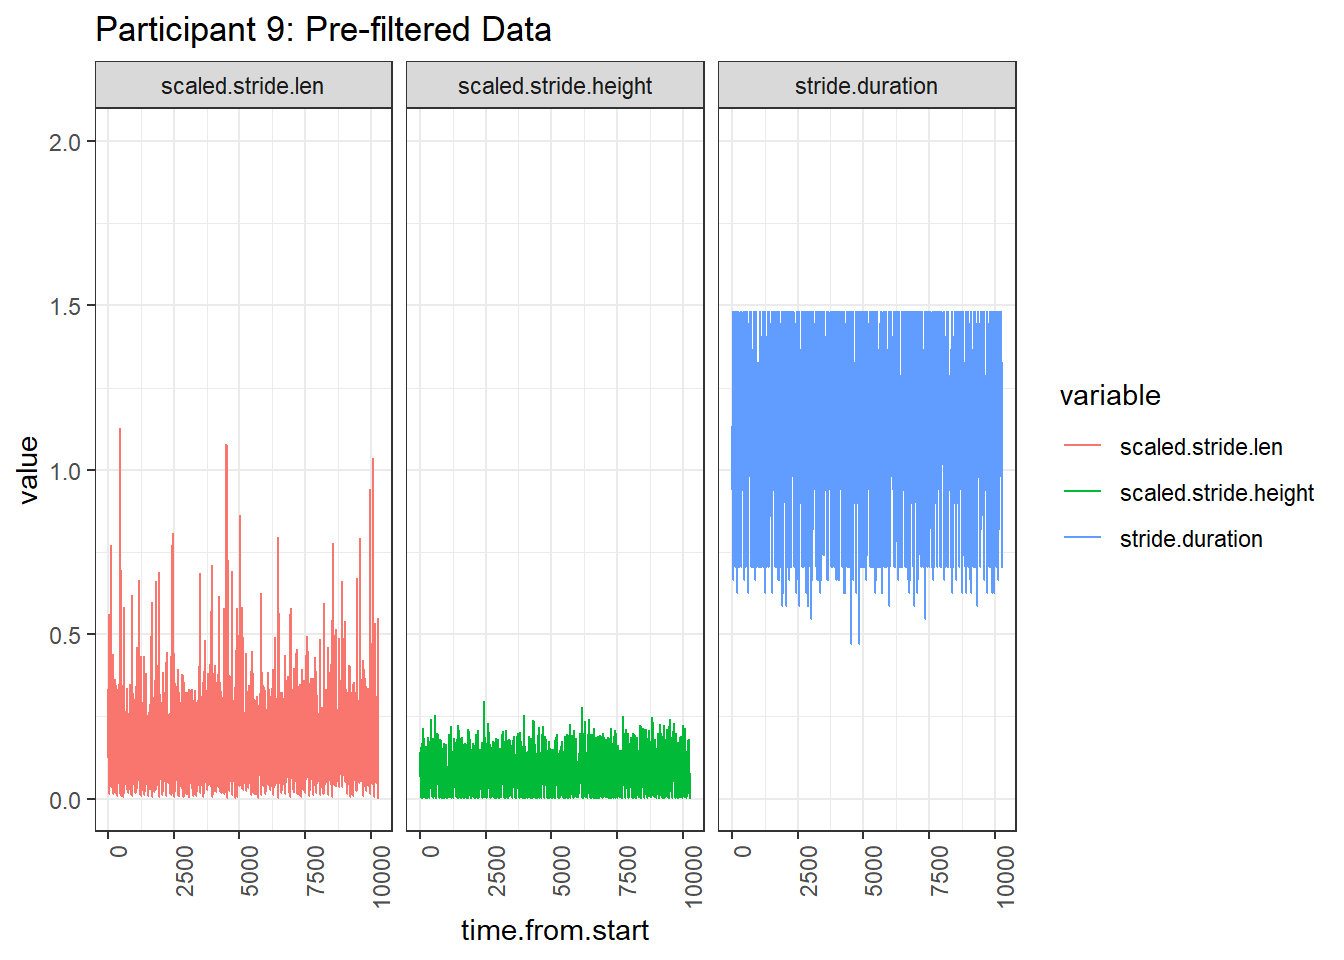 Participant 9: Pre-filtered Data
scaled.stride.len
scaled.stride.height
stride.duration
2.0
1.5
1.0
0.5
0.0
value
0
2500
5000
7500
10000
0
2500
5000
7500
10000
0
2500
5000
7500
10000
time.from.start
variable
scaled.stride.len
scaled.stride.height
stride.duration